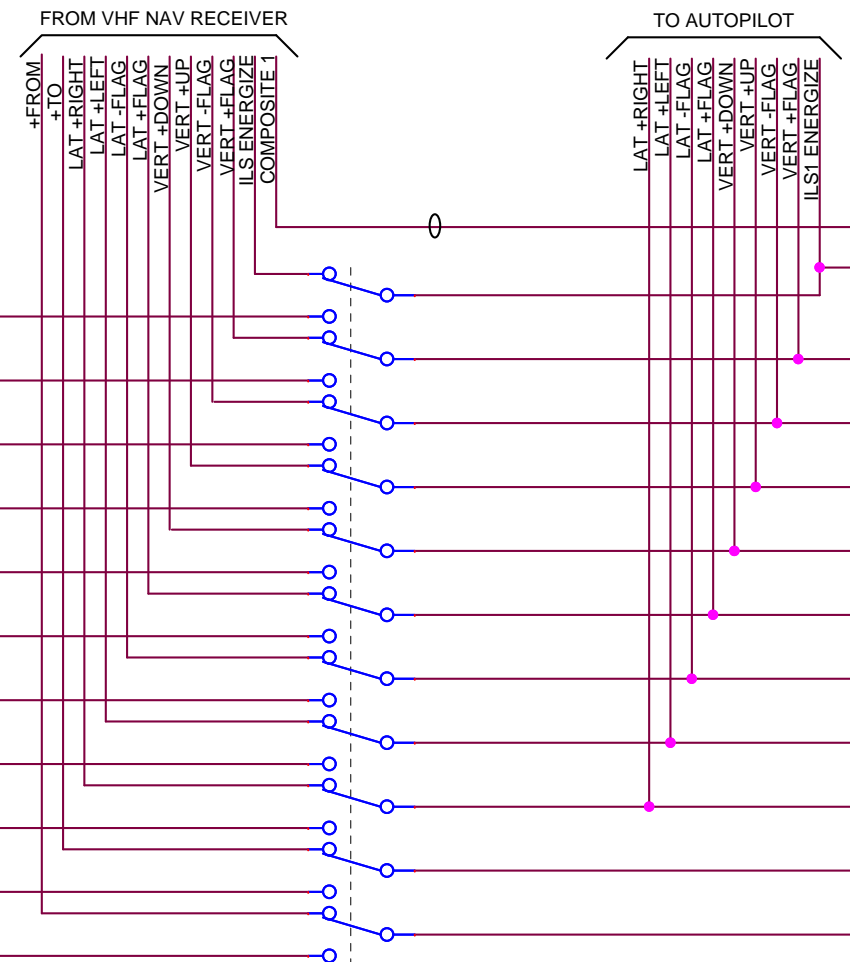 FROM VHF NAV RECEIVER
TO AUTOPILOT
+FROM
+TO
LAT +RIGHT
LAT +LEFT
LAT -FLAG
LAT +FLAG
VERT +DOWN
VERT +UP
VERT -FLAG
VERT +FLAG
ILS ENERGIZE
COMPOSITE 1
LAT +RIGHT
LAT +LEFT
LAT -FLAG
LAT +FLAG
VERT +DOWN
VERT +UP
VERT -FLAG
VERT +FLAG
ILS1 ENERGIZE